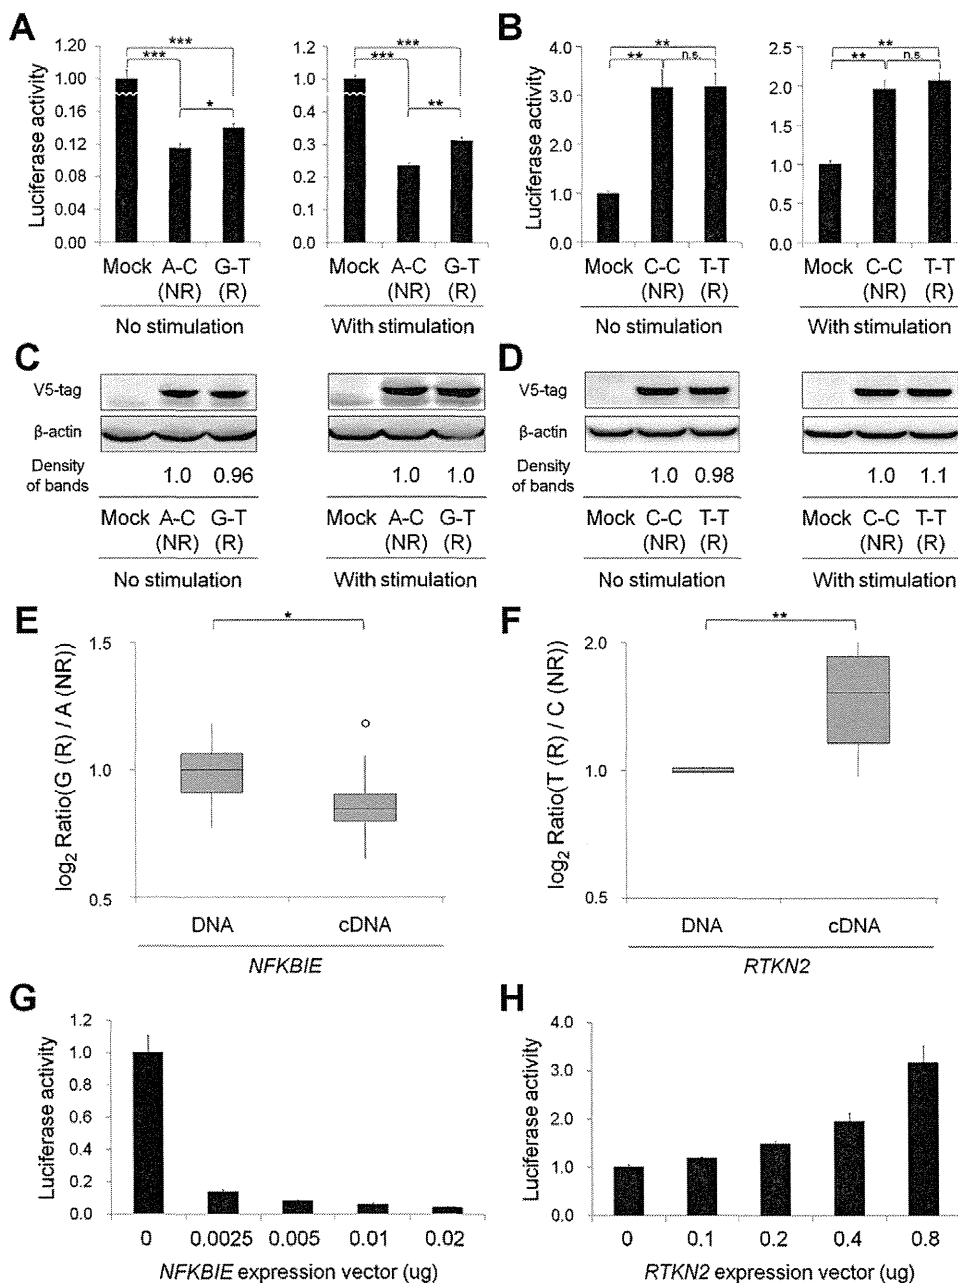 A
B
Luciferase activity
1.20
1.00
0.16
0.12
0.08
0.04
0.00
***
***
*
Mock A-C G-T
(NR) (R)
No stimulation
1.2
1.0
0.4
0.3
0.2
0.1
0.0
***
***
**
Mock A-C G-T
(NR) (R)
With stimulation
Luciferase activity
4.0
3.0
2.0
1.0
0.0
**
** n.s.
Mock C-C T-T
(NR) (R)
No stimulation
2.5
2.0
1.5
1.0
0.5
0.0
**
** n.s.
Mock C-C T-T
(NR) (R)
With stimulation
C
V5-tag
β-actin
Density
of bands
1.0 0.96
1.0 1.0
Mock A-C G-T
(NR) (R)
No stimulation
Mock A-C G-T
(NR) (R)
With stimulation
D
V5-tag
β-actin
Density
of bands
1.0 0.98
1.0 1.1
Mock C-C T-T
(NR) (R)
No stimulation
Mock C-C T-T
(NR) (R)
With stimulation
E
log2 Ratio(G (R) / A (NR))
1.5
1.0
0.5
*
DNA cDNA
NFKBIE
F
log2 Ratio(T (R) / C (NR))
2.0
1.0
0.5
**
DNA cDNA
RTKN2
G
Luciferase activity
1.2
1.0
0.8
0.6
0.4
0.2
0.0
0 0.0025 0.005 0.01 0.02
NFKBIE expression vector (ug)
H
Luciferase activity
4.0
3.0
2.0
1.0
0.0
0 0.1 0.2 0.4 0.8
RTKN2 expression vector (ug)